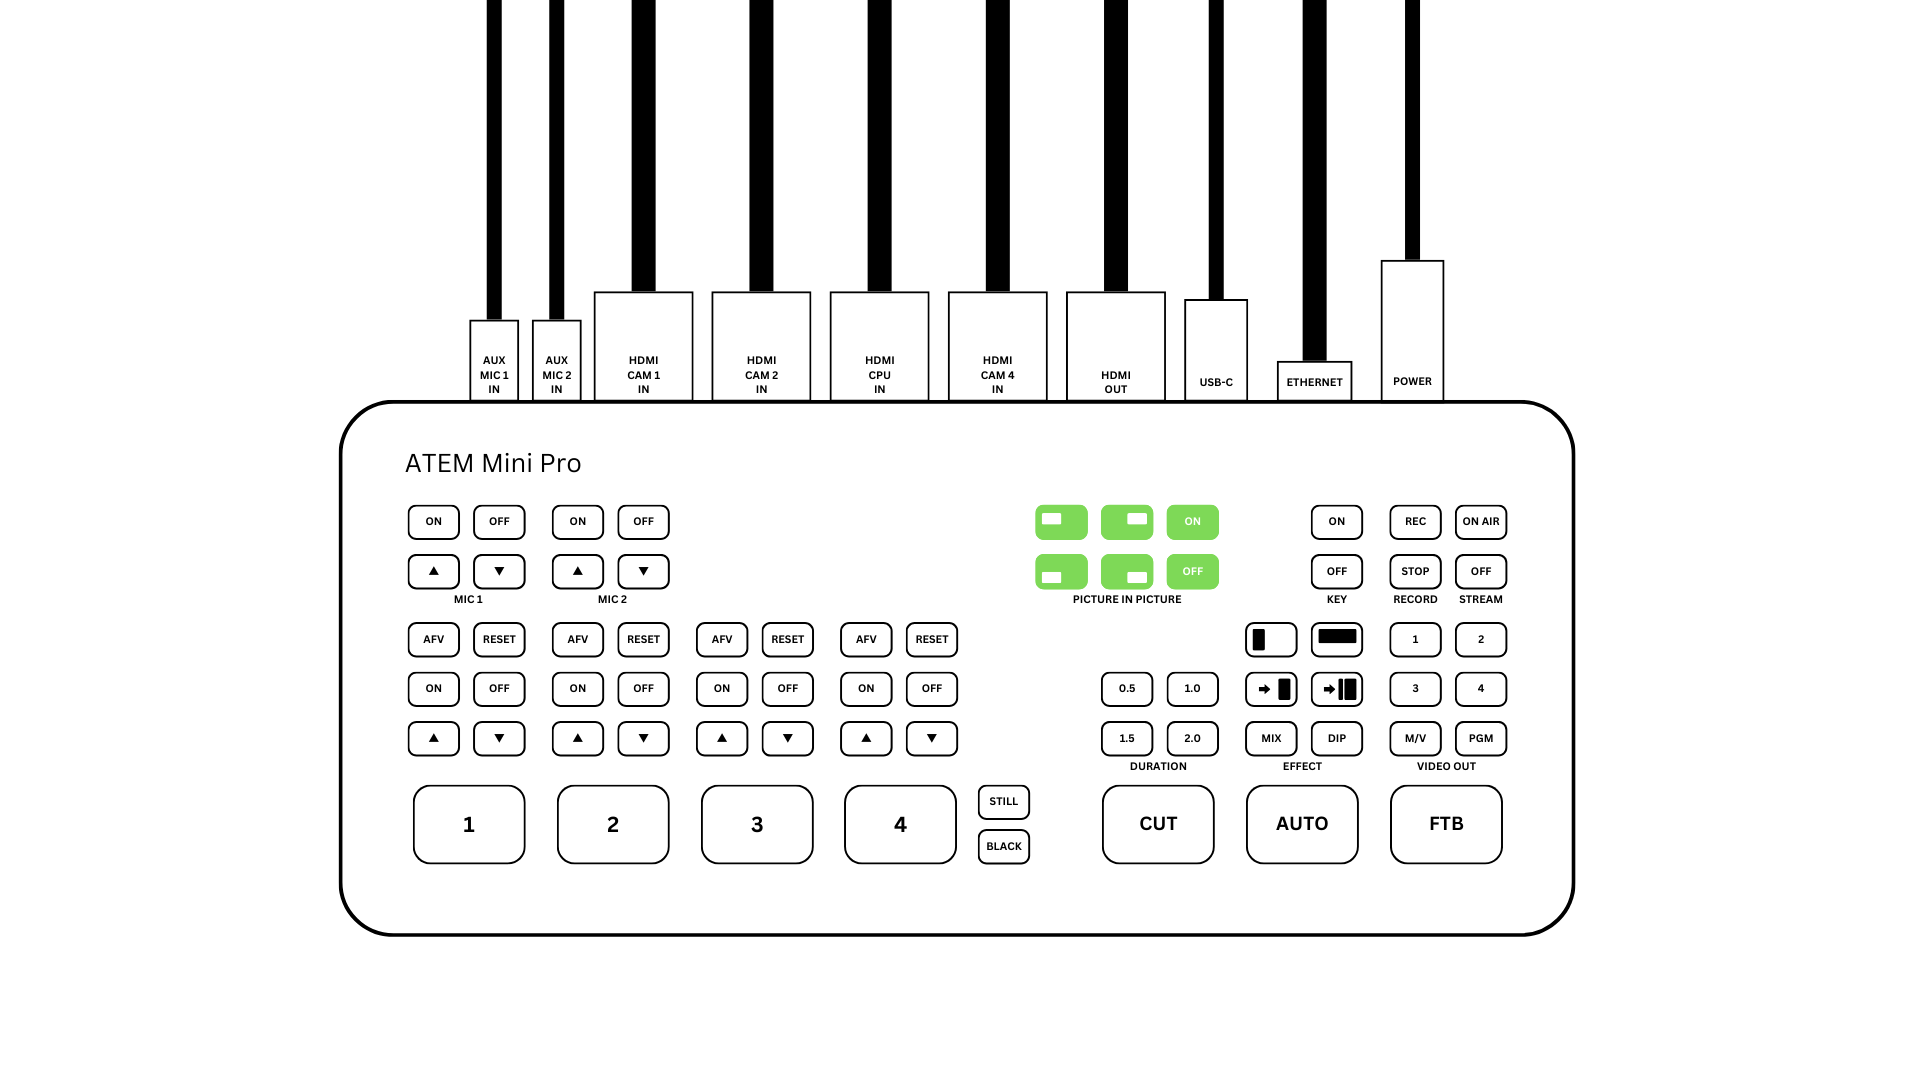 AUX
MIC 1
IN
AUX
MIC 2
IN
HDMI
CAM 1
IN
HDMI
CAM 2
IN
HDMI
CPU
IN
HDMI
CAM 4
IN
HDMI
OUT
USB-C
ETHERNET
POWER
ATEM Mini Pro
ON OFF ON OFF ON ON REC ON AIR
OFF OFF STOP OFF
MIC 1 MIC 2 PICTURE IN PICTURE KEY RECORD STREAM
AFV RESET AFV RESET AFV RESET AFV RESET 1 2
ON OFF ON OFF ON OFF ON OFF 0.5 1.0 3 4
1.5 2.0 MIX DIP M/V PGM
DURATION EFFECT VIDEO OUT
1 2 3 4 STILL CUT AUTO FTB
BLACK